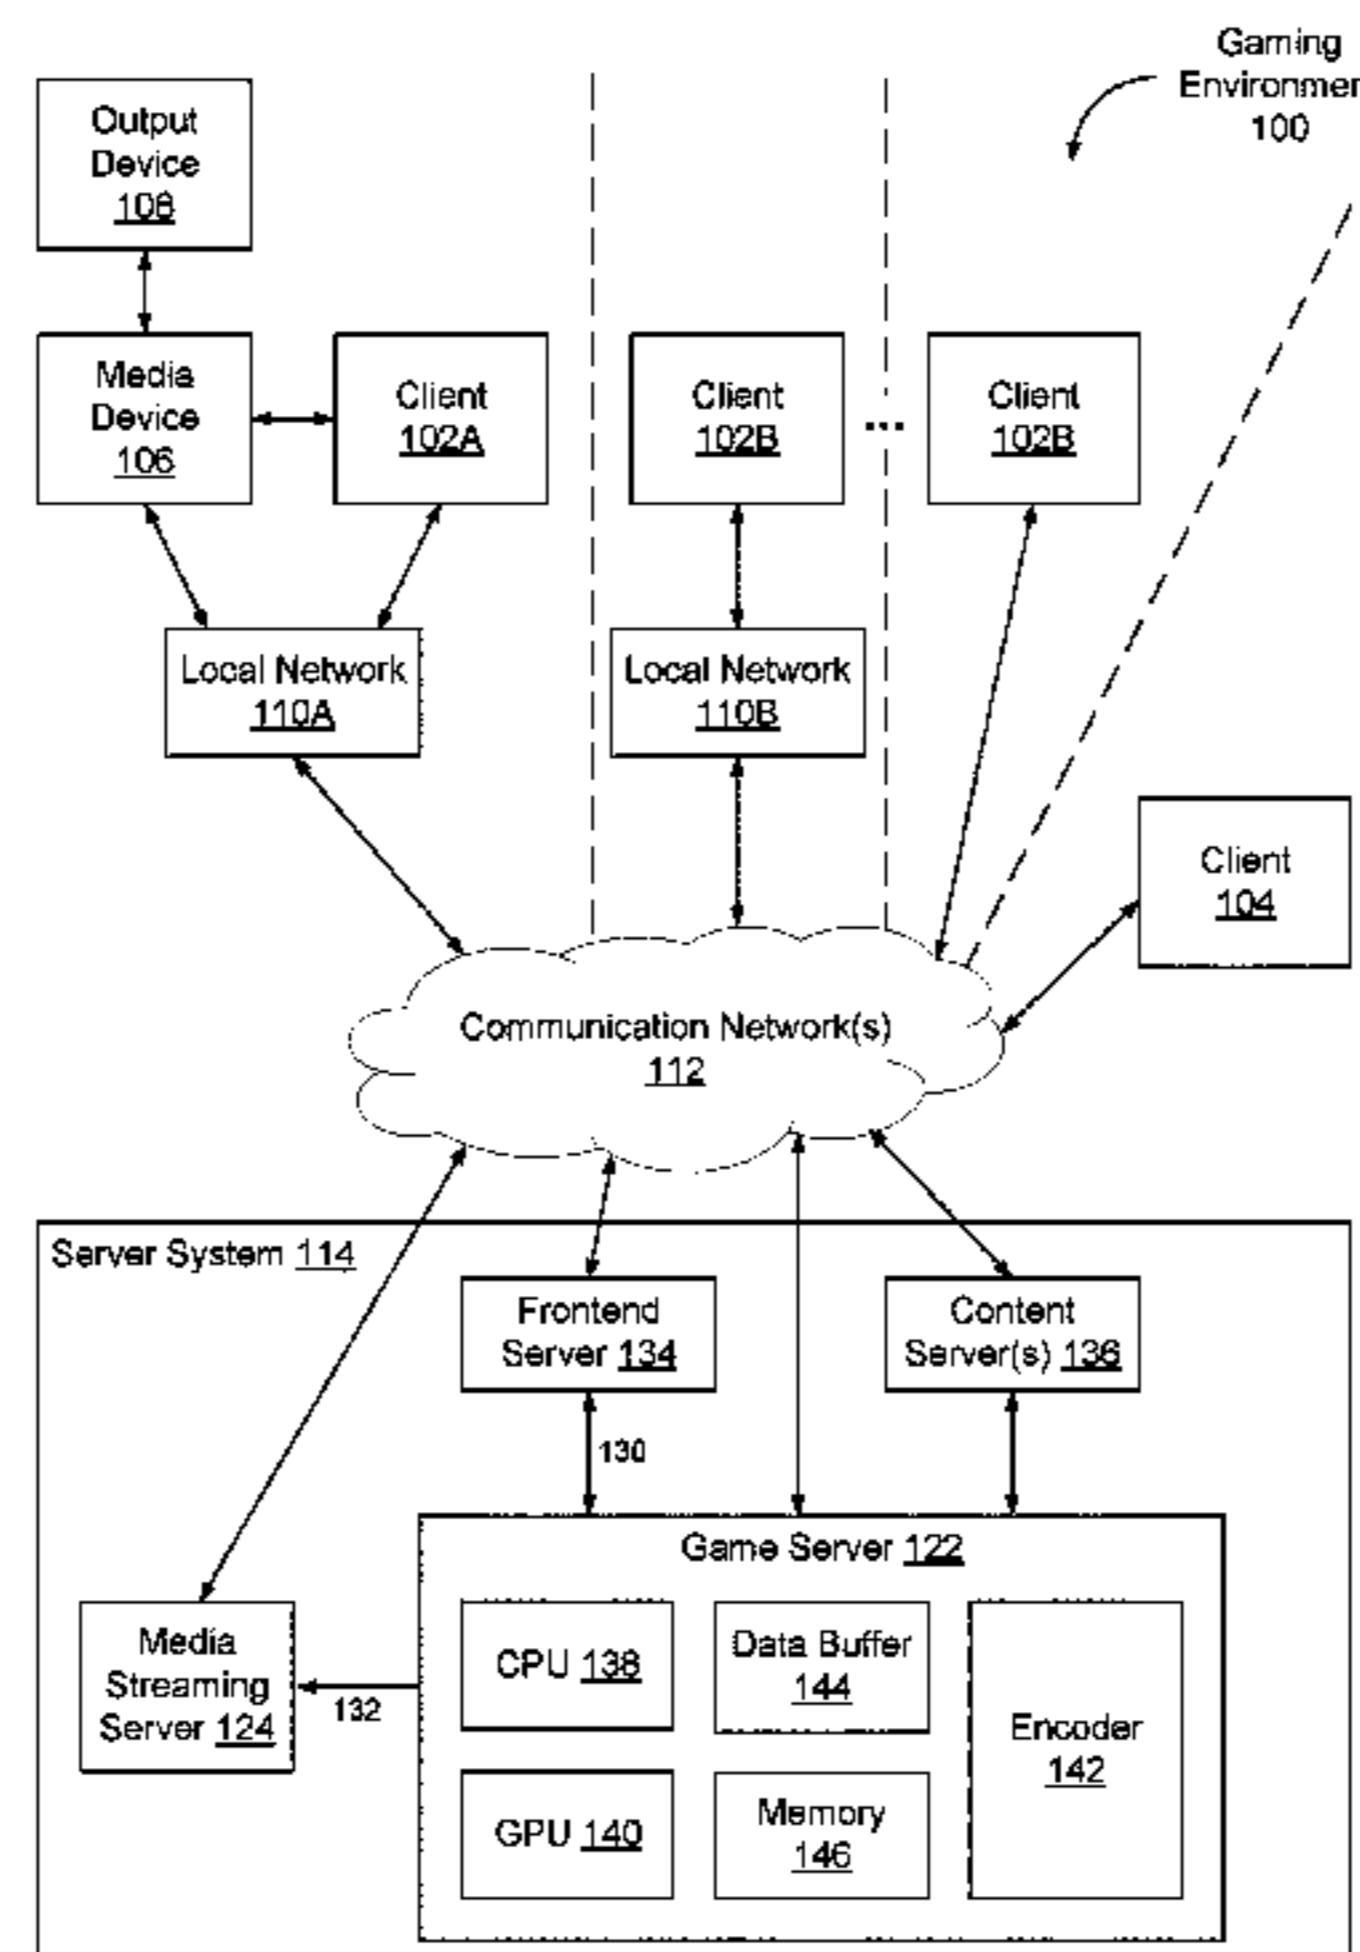 Gaming
Environmen
100
Output
Device
108
Media
Device
106
Client
102A
Client
102B
...
Client
102B
Local Network
110A
Local Network
110B
Client
104
Communication Network(s)
112
Server System 114
Frontend
Server 134
Content
Server(s) 136
130
Game Server 122
Media
Streaming
Server 124
132
CPU 138
Data Buffer
144
Encoder
142
GPU 140
Memory
146